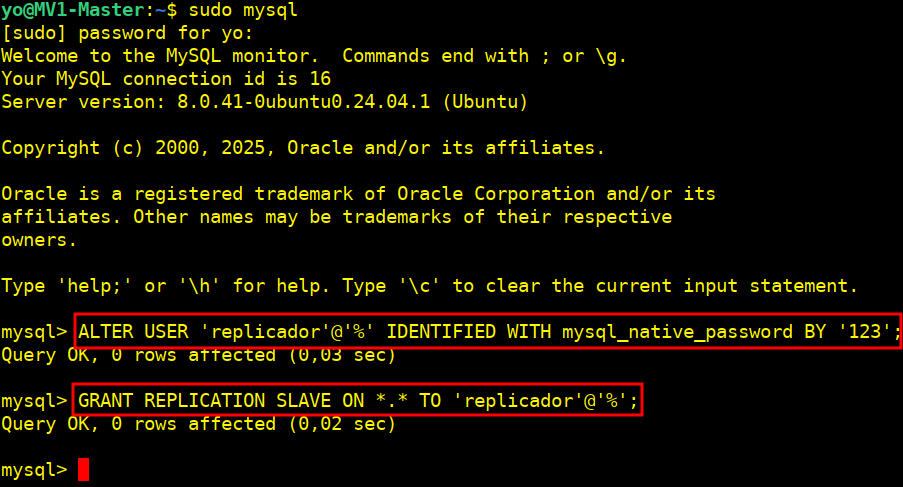 yo@MV1-Master:~$ sudo mysql
[sudo] password for yo:
Welcome to the MySQL monitor.  Commands end with ; or \g.
Your MySQL connection id is 16
Server version: 8.0.41-0ubuntu0.24.04.1 (Ubuntu)
Copyright (c) 2000, 2025, Oracle and/or its affiliates.
Oracle is a registered trademark of Oracle Corporation and/or its
affiliates. Other names may be trademarks of their respective
owners.
Type 'help;' or '\h' for help. Type '\c' to clear the current input statement.
mysql> ALTER USER 'replicador'@'%' IDENTIFIED WITH mysql_native_password BY '123';
Query OK, 0 rows affected (0,03 sec)
mysql> GRANT REPLICATION SLAVE ON *.* TO 'replicador'@'%';
Query OK, 0 rows affected (0,02 sec)
mysql>